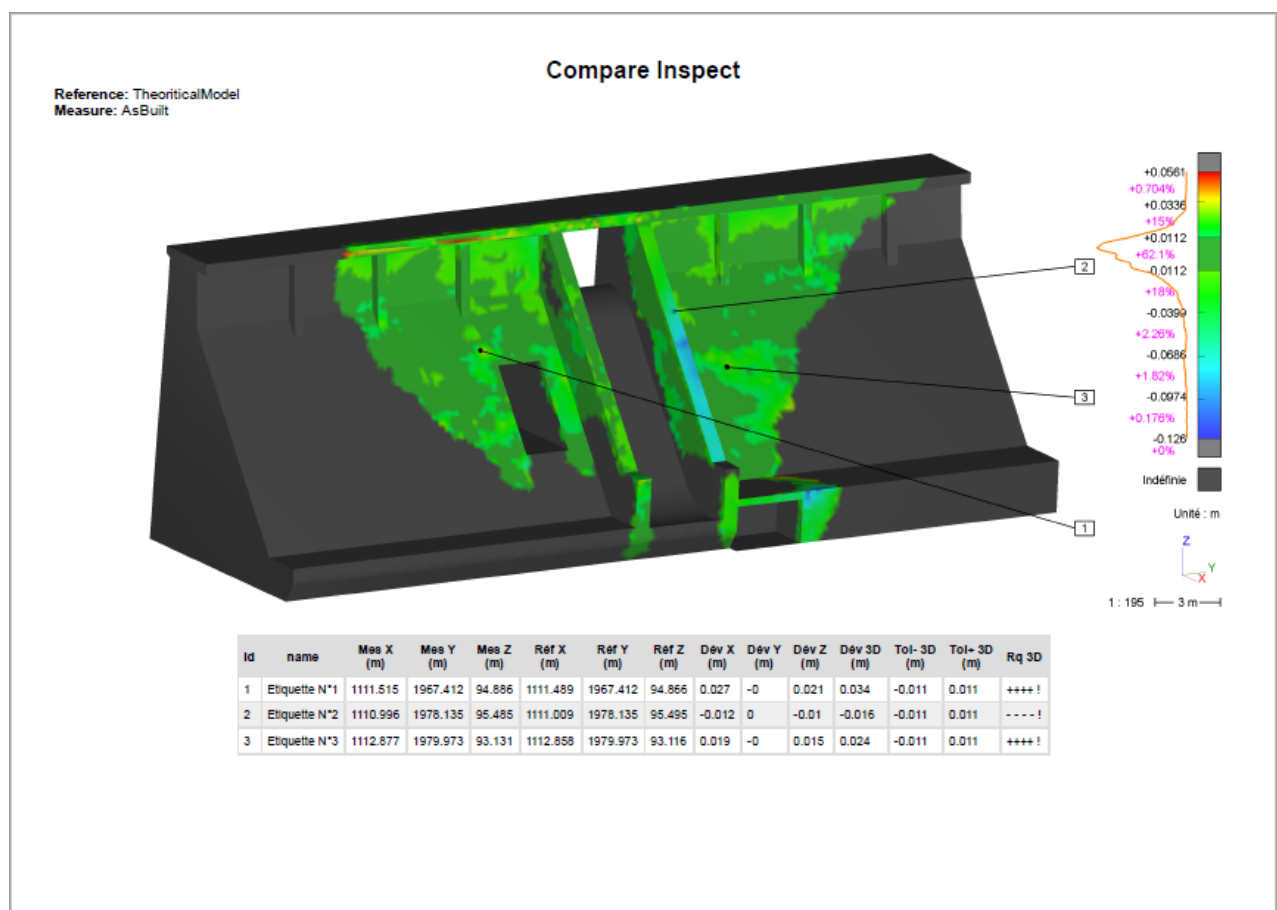 Compare Inspect
Reference: TheoriticalModel
Measure: AsBuilt
+0.0561
+0.704%
+0.0336
+15%
+0.0112
+62.1%
-0.0112
+18%
-0.0399
+2.26%
-0.0686
+1.82%
-0.0974
+0.176%
-0.126
+0%
Indéfinie
Unité : m
2
3
1
Z
Y
X
1 : 195 3 m
Id name Mes X (m) Mes Y (m) Mes Z (m) Réf X (m) Réf Y (m) Réf Z (m) Dév X (m) Dév Y (m) Dév Z (m) Dév 3D (m) Tol- 3D (m) Tol+ 3D (m) Rq 3D
1 Etiquette N°1 1111.515 1967.412 94.886 1111.489 1967.412 94.866 0.027 -0 0.021 0.034 -0.011 0.011 ++++ !
2 Etiquette N°2 1110.996 1978.135 95.485 1111.009 1978.135 95.495 -0.012 0 -0.01 -0.016 -0.011 0.011 - - - - !
3 Etiquette N°3 1112.877 1979.973 93.131 1112.858 1979.973 93.116 0.019 -0 0.015 0.024 -0.011 0.011 ++++ !